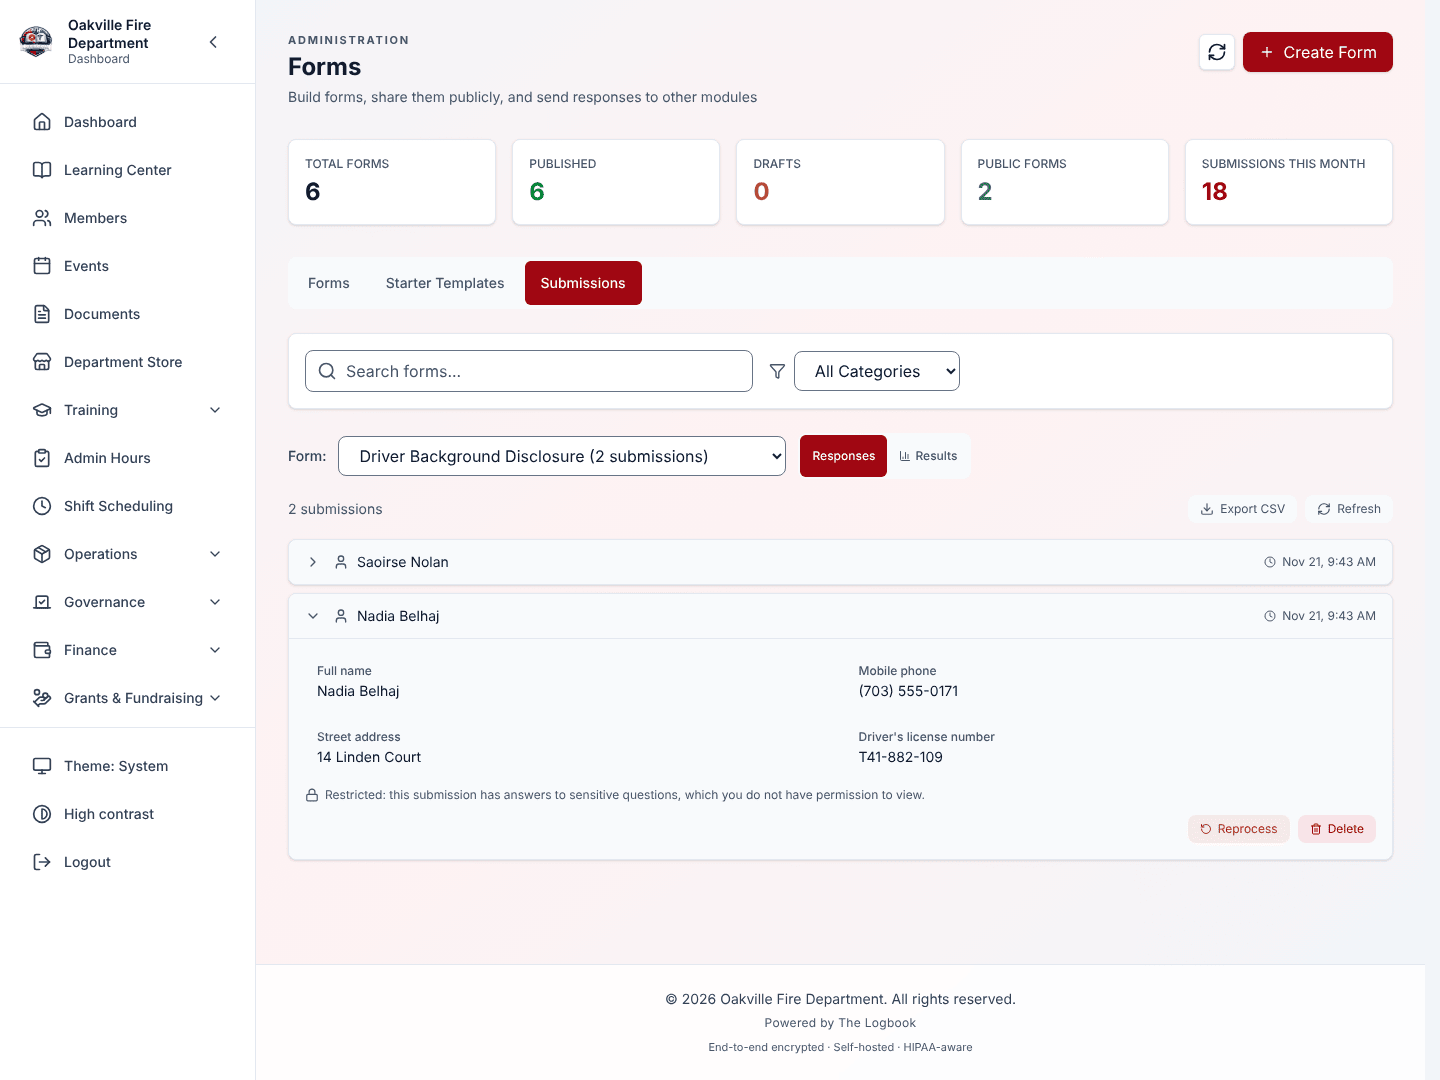 Oakville Fire
Department
Dashboard
Dashboard
Learning Center
Members
Events
Documents
Department Store
Training
Admin Hours
Shift Scheduling
Operations
Governance
Finance
Grants & Fundraising
Theme: System
High contrast
Logout
ADMINISTRATION
Forms
Build forms, share them publicly, and send responses to other modules
Create Form
TOTAL FORMS
6
PUBLISHED
6
DRAFTS
0
PUBLIC FORMS
2
SUBMISSIONS THIS MONTH
18
Forms
Starter Templates
Submissions
Search forms...
All Categories
Form:
Driver Background Disclosure (2 submissions)
Responses
Results
2 submissions
Export CSV
Refresh
Saoirse Nolan
Nov 21, 9:43 AM
Nadia Belhaj
Nov 21, 9:43 AM
Full name
Nadia Belhaj
Mobile phone
(703) 555-0171
Street address
14 Linden Court
Driver's license number
T41-882-109
Restricted: this submission has answers to sensitive questions, which you do not have permission to view.
Reprocess
Delete
© 2026 Oakville Fire Department. All rights reserved.
Powered by The Logbook
End-to-end encrypted · Self-hosted · HIPAA-aware